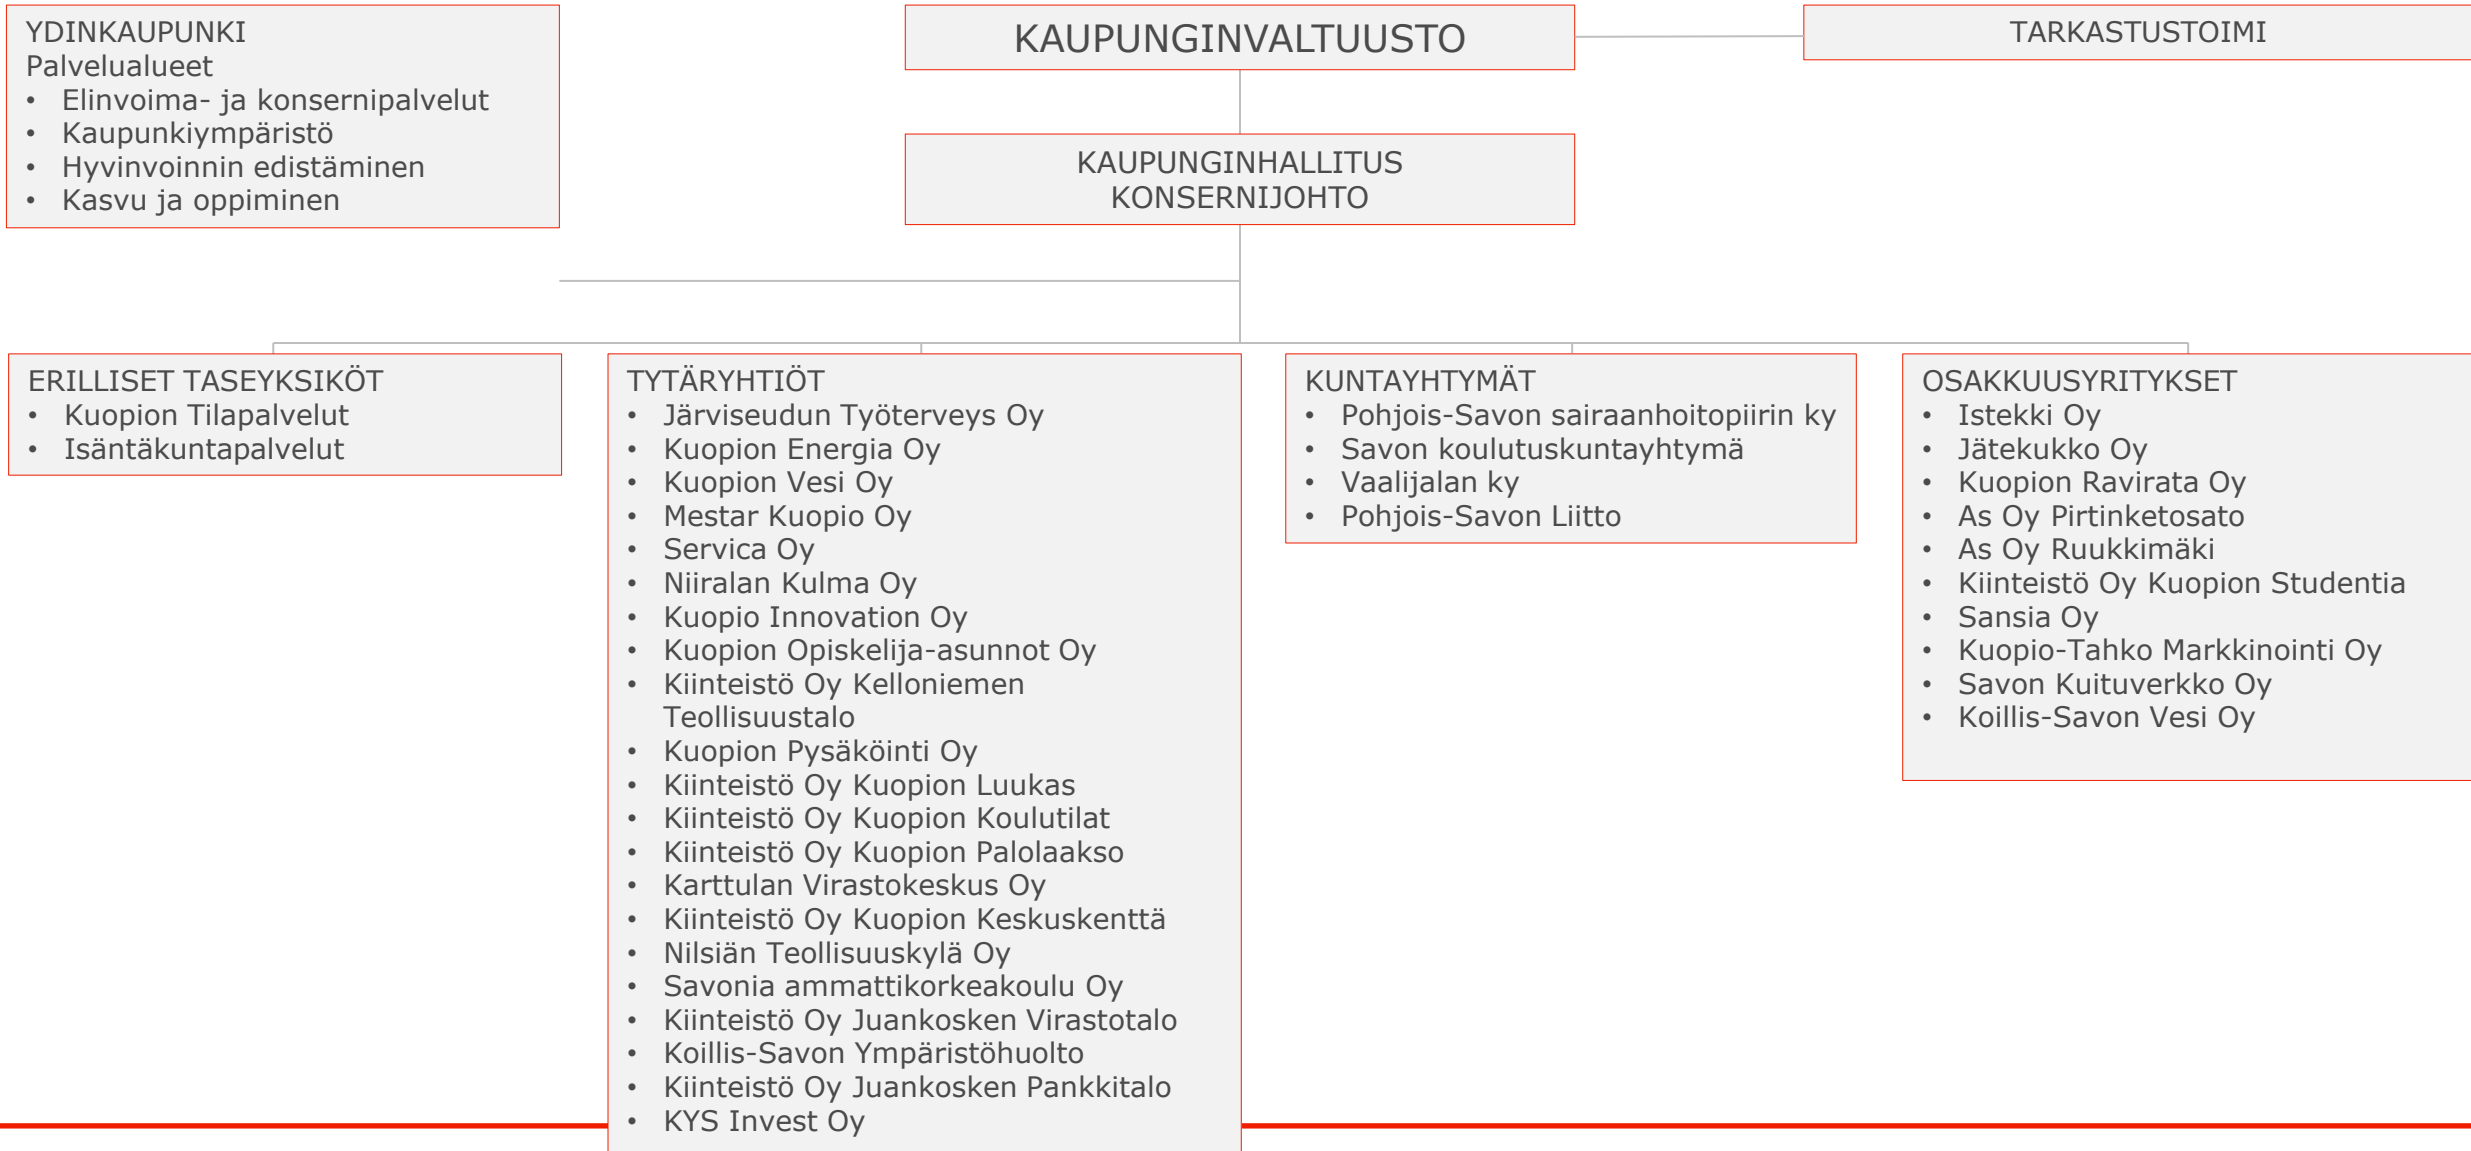 YDINKAUPUNKI
Palvelualueet
• Elinvoima- ja konsernipalvelut
• Kaupunkiympäristö
• Hyvinvoinnin edistäminen
• Kasvu ja oppiminen
KAUPUNGINVALTUUSTO
TARKASTUSTOIMI
KAUPUNGINHALLITUS
KONSERNIJOHTO
ERILLISET TASEYKSIKÖT
• Kuopion Tilapalvelut
• Isäntäkuntapalvelut
TYTÄRYHTIÖT
• Järviseudun Työterveys Oy
• Kuopion Energia Oy
• Kuopion Vesi Oy
• Mestar Kuopio Oy
• Servica Oy
• Niiralan Kulma Oy
• Kuopio Innovation Oy
• Kuopion Opiskelija-asunnot Oy
• Kiinteistö Oy Kelloniemen
Teollisuustalo
• Kuopion Pysäköinti Oy
• Kiinteistö Oy Kuopion Luukas
• Kiinteistö Oy Kuopion Koulutilat
• Kiinteistö Oy Kuopion Palolaakso
• Karttulan Virastokeskus Oy
• Kiinteistö Oy Kuopion Keskuskenttä
• Nilsiän Teollisuuskylä Oy
• Savonia ammattikorkeakoulu Oy
• Kiinteistö Oy Juankosken Virastotalo
• Koillis-Savon Ympäristöhuolto
• Kiinteistö Oy Juankosken Pankkitalo
• KYS Invest Oy
KUNTAYHTYMÄT
• Pohjois-Savon sairaanhoitopiirin ky
• Savon koulutuskuntayhtymä
• Vaalijalan ky
• Pohjois-Savon Liitto
OSAKKUUSYRITYKSET
• Istekki Oy
• Jätekukko Oy
• Kuopion Ravirata Oy
• As Oy Pirtinketosato
• As Oy Ruukkimäki
• Kiinteistö Oy Kuopion Studentia
• Sansia Oy
• Kuopio-Tahko Markkinointi Oy
• Savon Kuituverkko Oy
• Koillis-Savon Vesi Oy